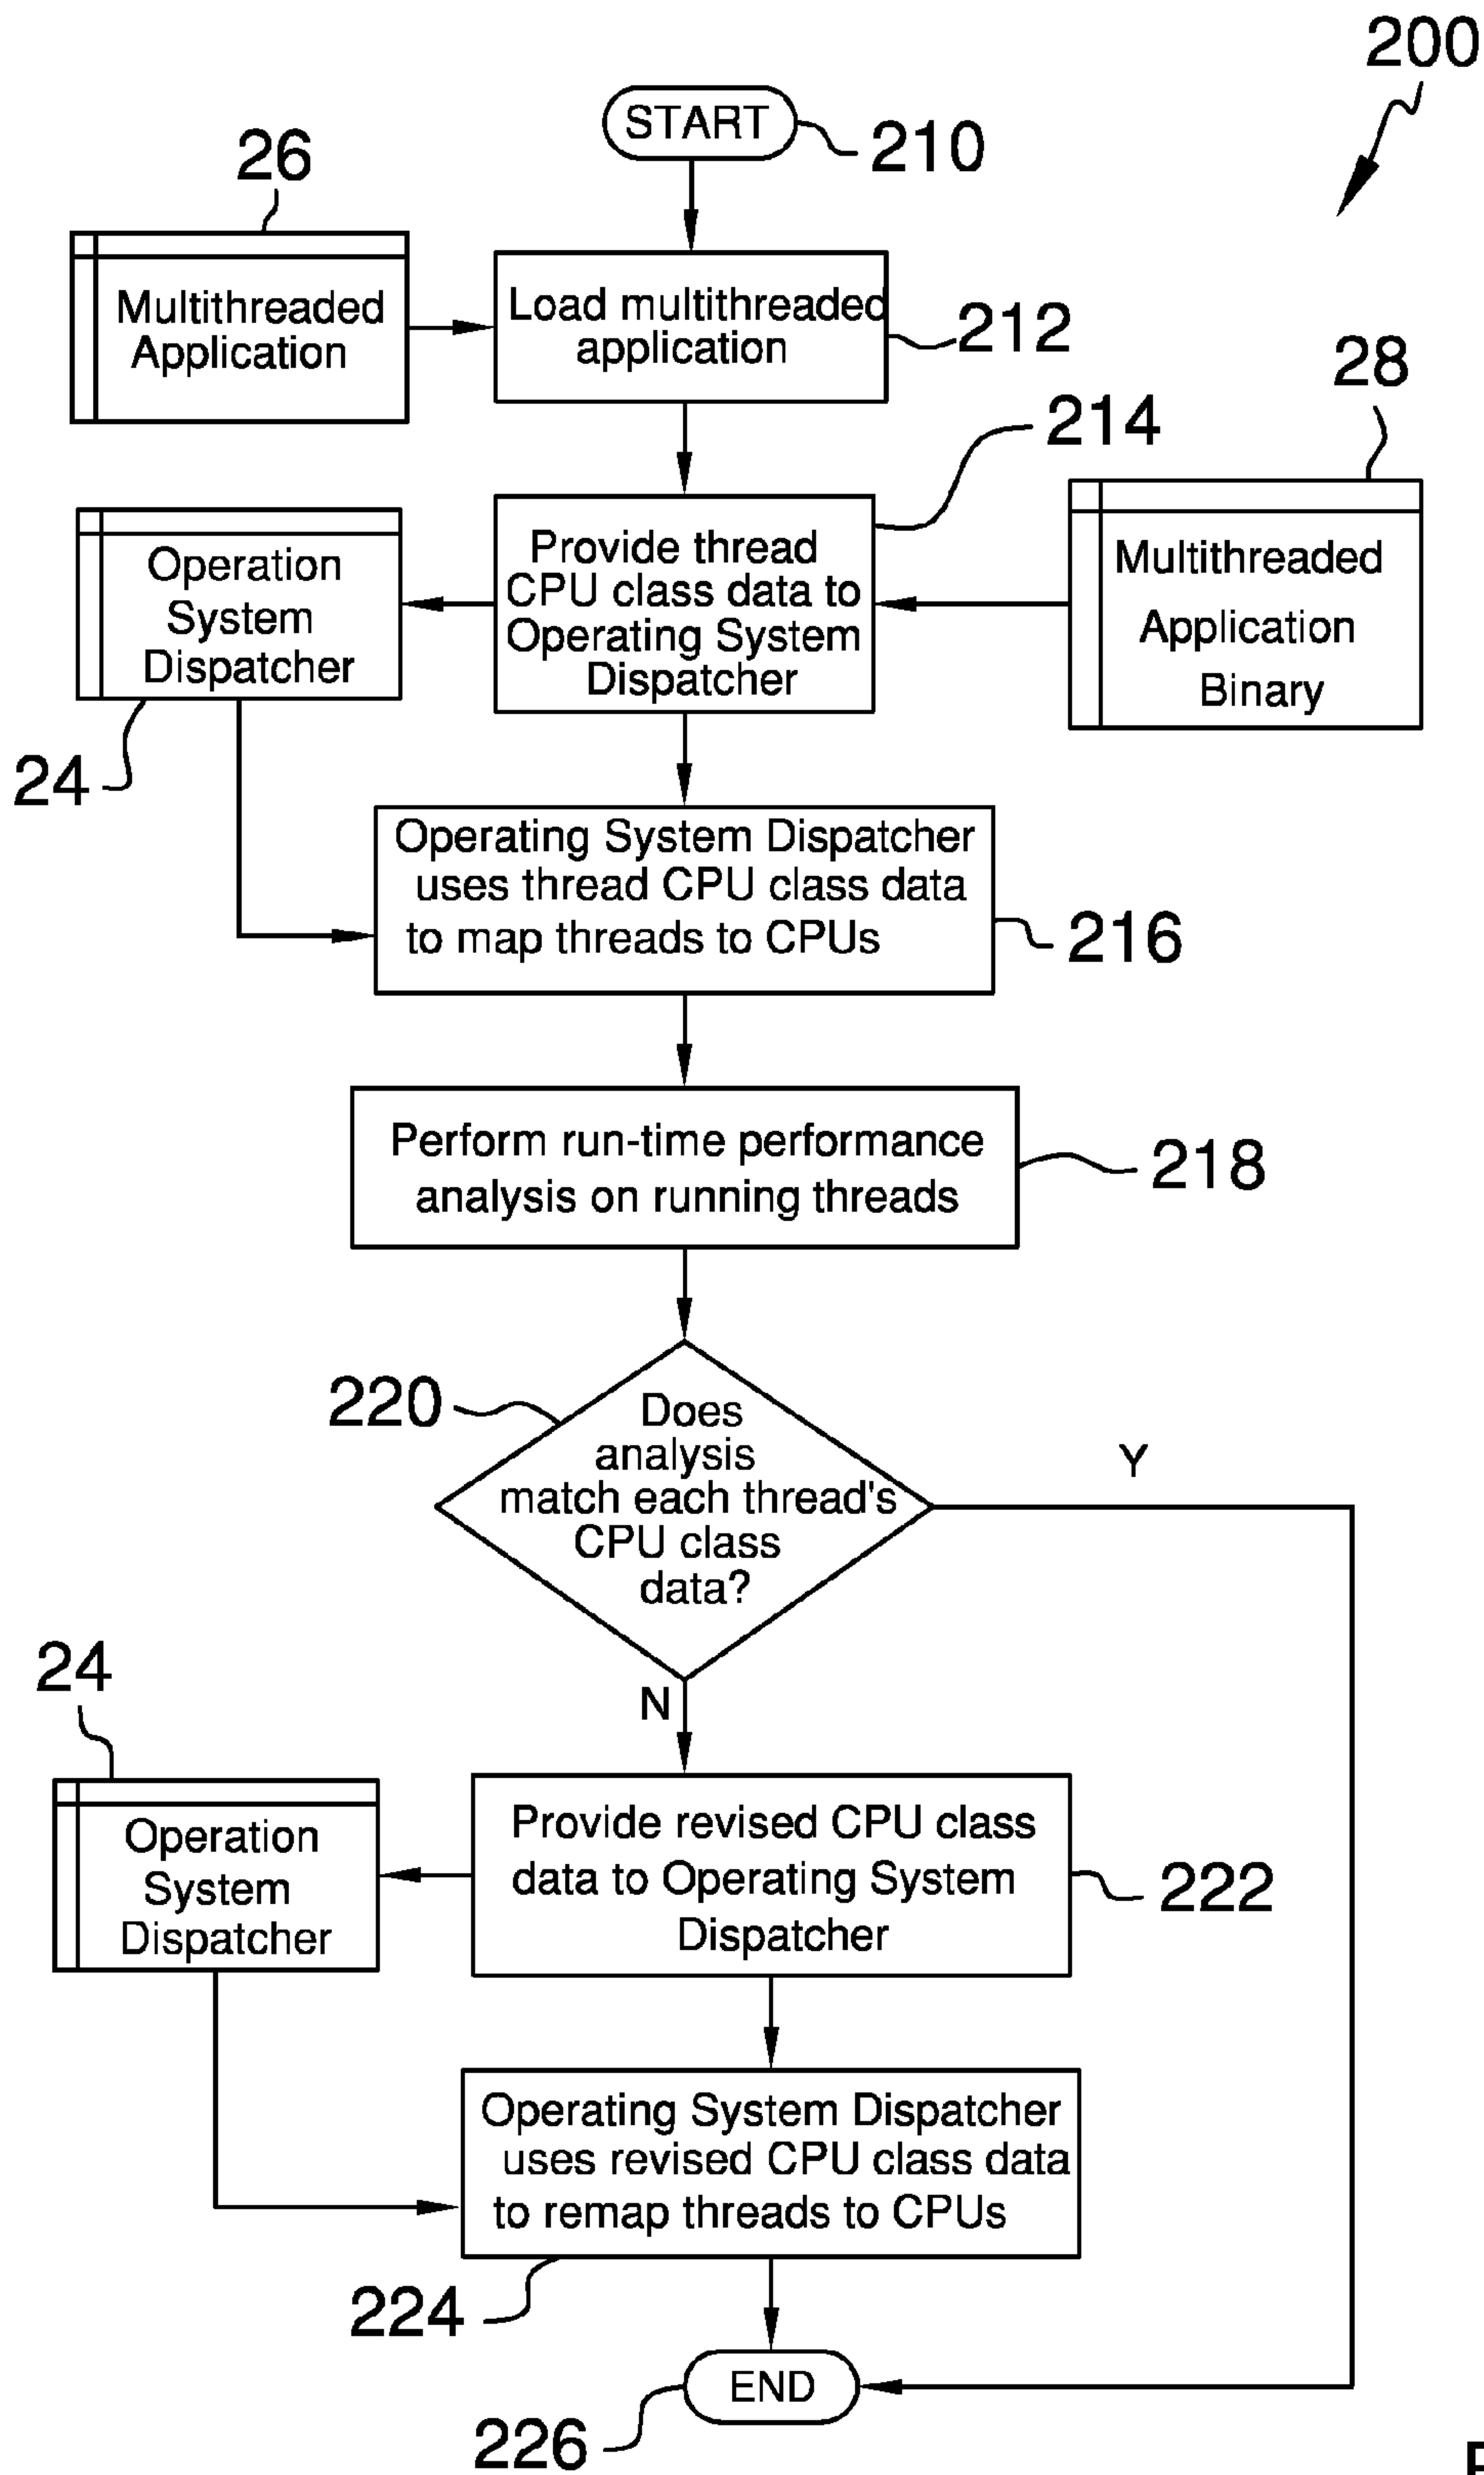 200
START
210
26
Multithreaded
Application
Load multithreaded
application
212
28
214
Operation
System
Dispatcher
Provide thread
CPU class data to
Operating System
Dispatcher
Multithreaded
Application
Binary
24
Operating System Dispatcher
uses thread CPU class data
to map threads to CPUs
216
Perform run-time performance
analysis on running threads
218
220
Does
analysis
match each thread's
CPU class
data?
Y
N
24
Operation
System
Dispatcher
Provide revised CPU class
data to Operating System
Dispatcher
222
Operating System Dispatcher
uses revised CPU class data
to remap threads to CPUs
224
END
226